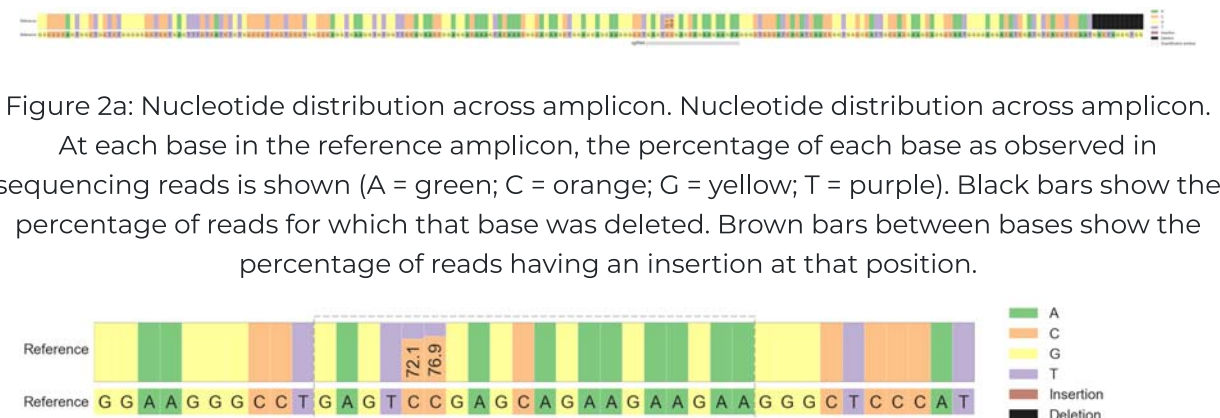 Reference
Reference
sgRNA
Figure 2a: Nucleotide distribution across amplicon. Nucleotide distribution across amplicon.
At each base in the reference amplicon, the percentage of each base as observed in
sequencing reads is shown (A = green; C = orange; G = yellow; T = purple). Black bars show the
percentage of reads for which that base was deleted. Brown bars between bases show the
percentage of reads having an insertion at that position.
Reference
72.1 76.9
Reference G G A A G G G C C T G A G T C C G A G C A G A A G A A G A A G G G C T C C C A T
A
C
G
T
Insertion
Deletion